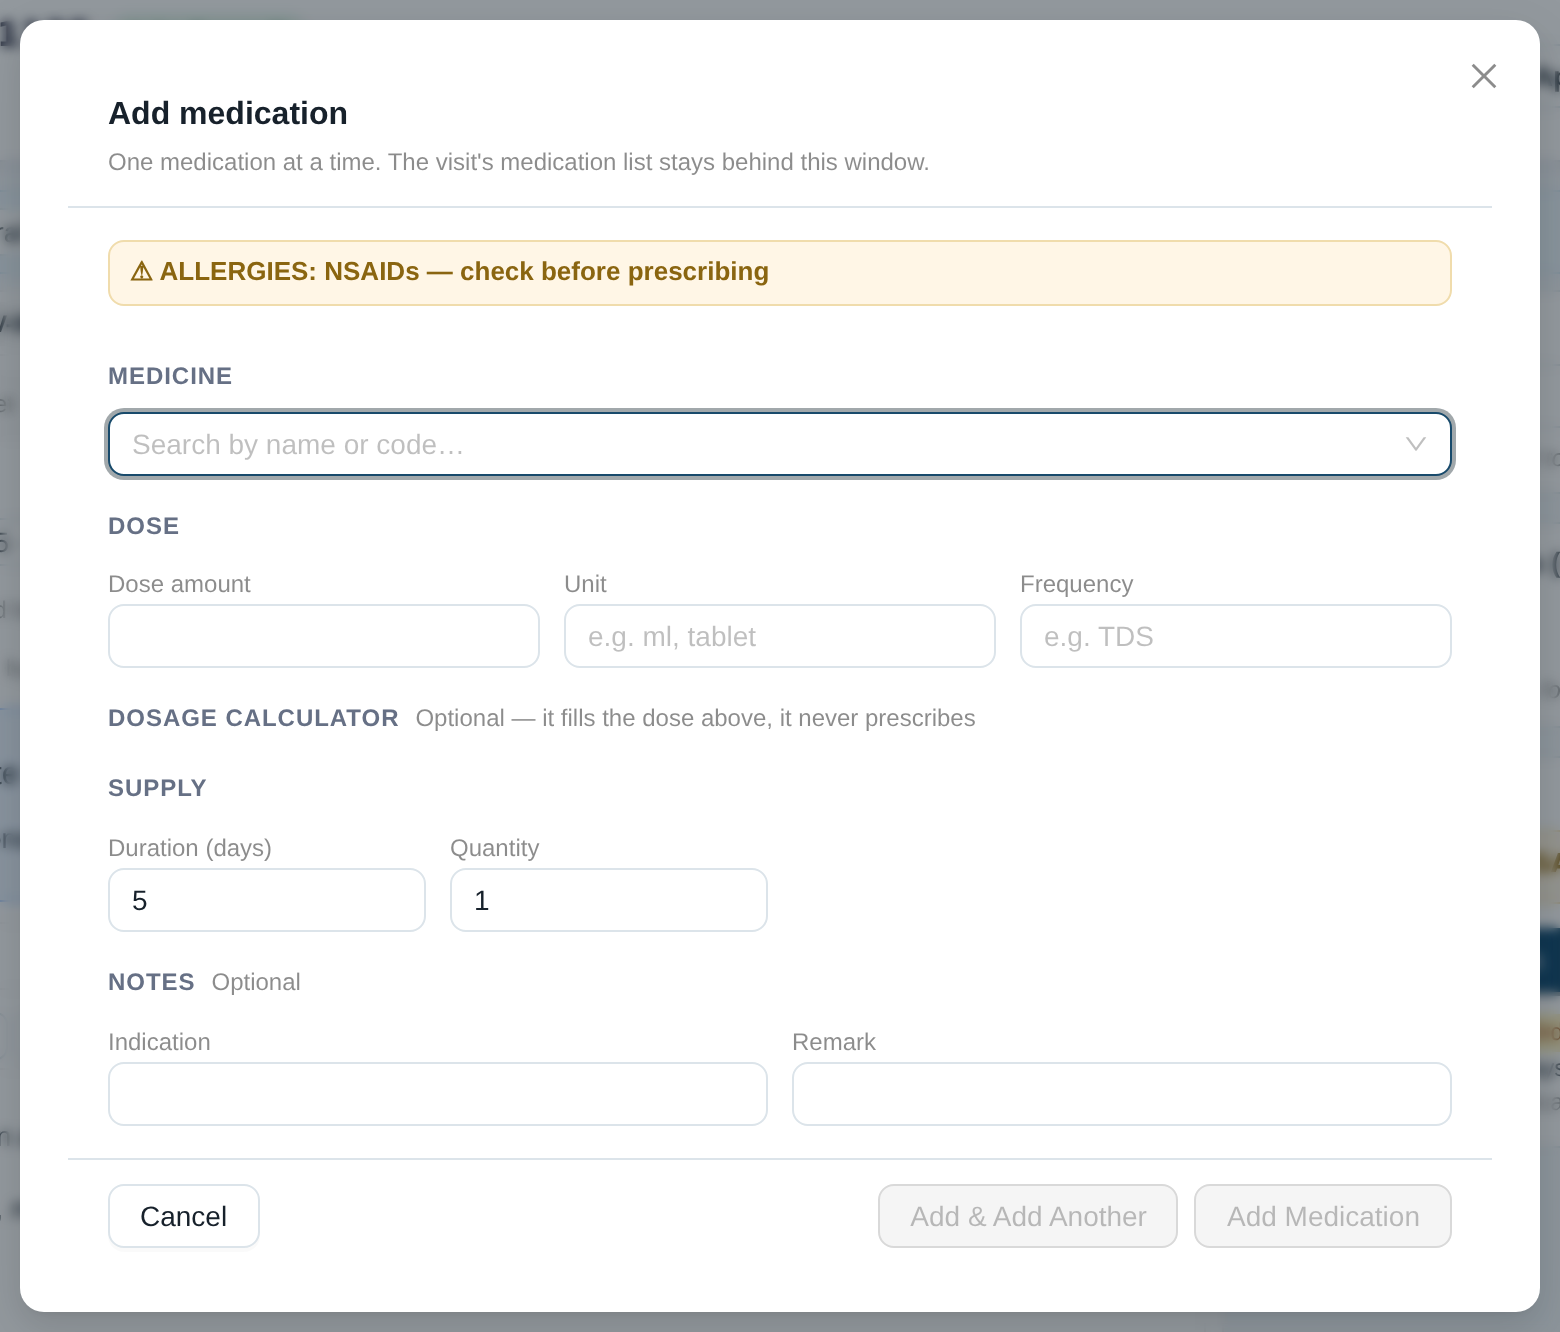 Add medication
One medication at a time. The visit's medication list stays behind this window.
⚠ ALLERGIES: NSAIDs — check before prescribing
MEDICINE
Search by name or code…
DOSE
Dose amount Unit Frequency
e.g. ml, tablet e.g. TDS
DOSAGE CALCULATOR Optional — it fills the dose above, it never prescribes
SUPPLY
Duration (days) Quantity
5 1
NOTES Optional
Indication Remark
Cancel Add & Add Another Add Medication